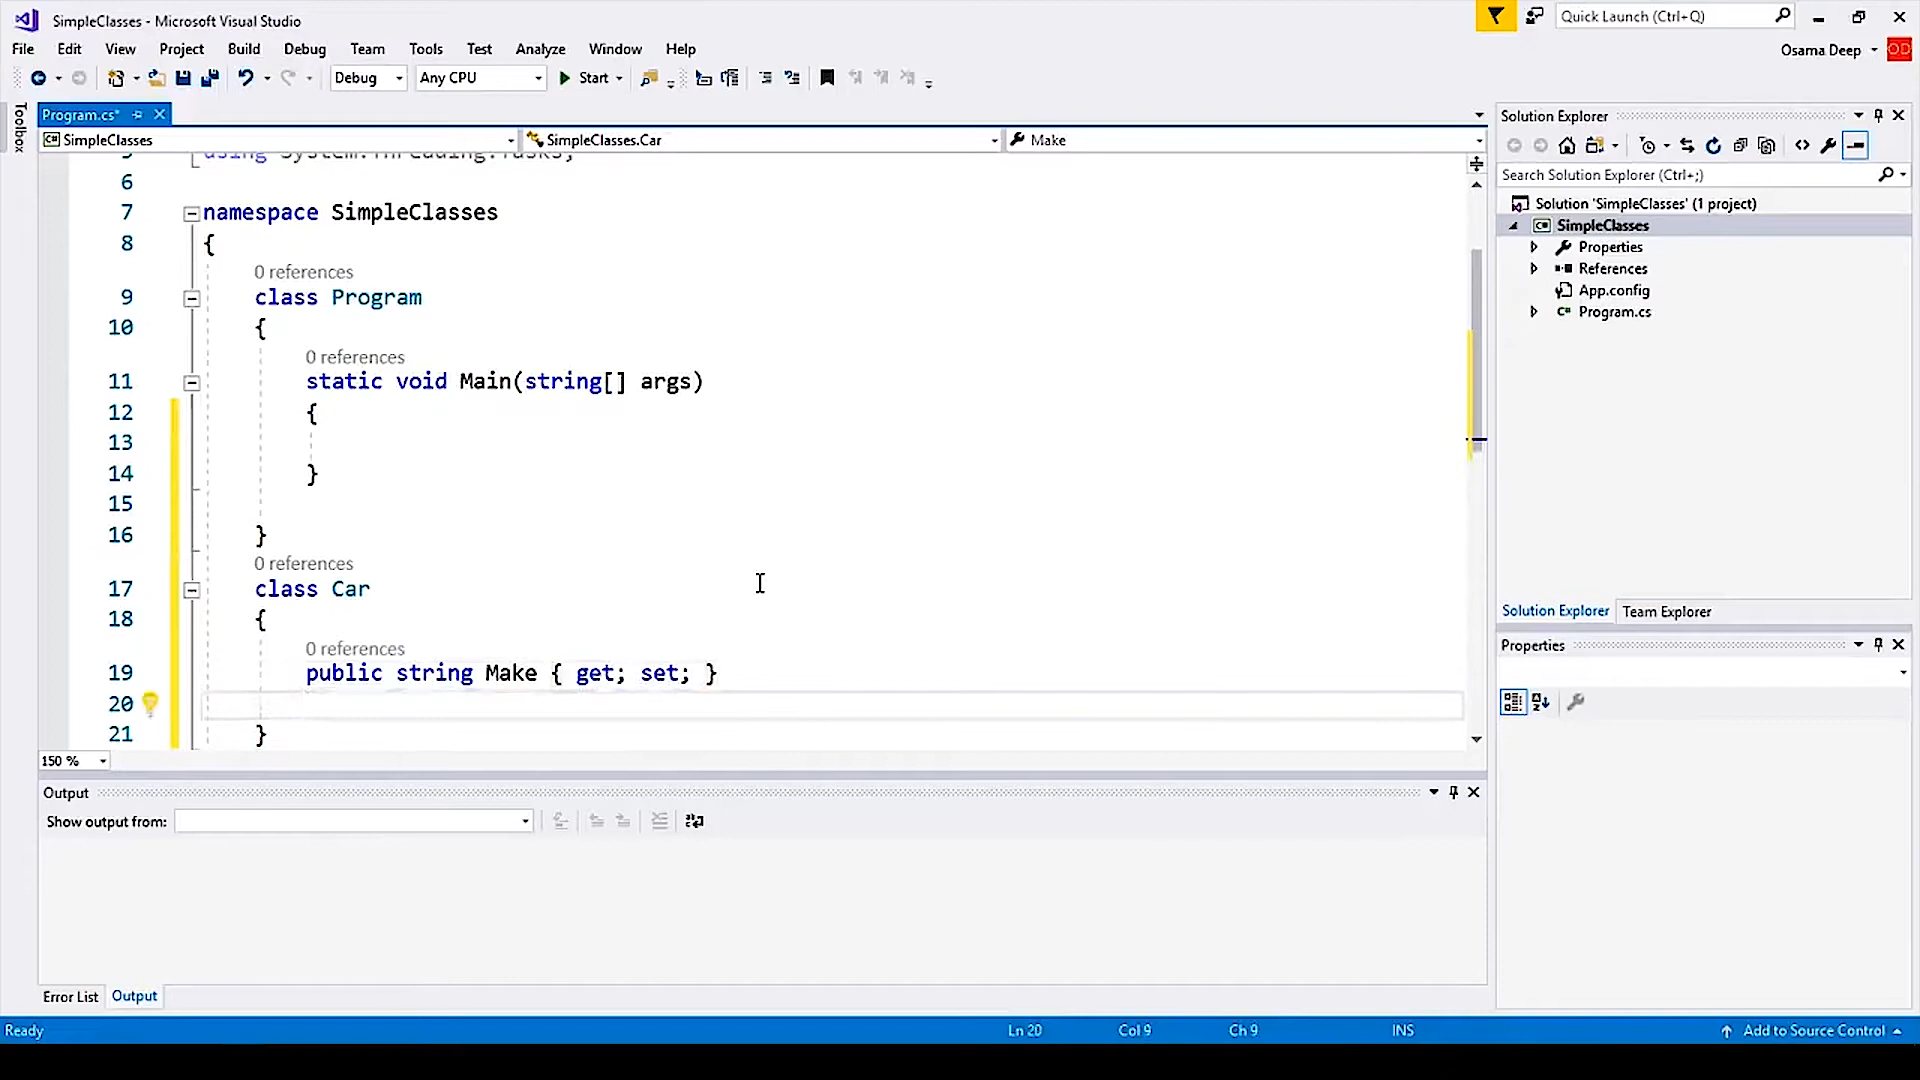 SimpleClasses - Microsoft Visual Studio
Quick Launch (Ctrl+Q)
File Edit View Project Build Debug Team Tools Test Analyze Window Help
Osama Deep OD
Debug Any CPU Start
Toolbox
Program.cs*
SimpleClasses SimpleClasses.Car Make
using System.Threading.Tasks;
6
7 namespace SimpleClasses
8 {
0 references
9 class Program
10 {
0 references
11 static void Main(string[] args)
12 {
13
14 }
15
16 }
0 references
17 class Car
18 {
0 references
19 public string Make { get; set; }
20
21 }
150 %
Output
Show output from:
Error List Output
Solution Explorer
Search Solution Explorer (Ctrl+;)
Solution 'SimpleClasses' (1 project)
C# SimpleClasses
Properties
References
App.config
C# Program.cs
Solution Explorer Team Explorer
Properties
Ready Ln 20 Col 9 Ch 9 INS Add to Source Control